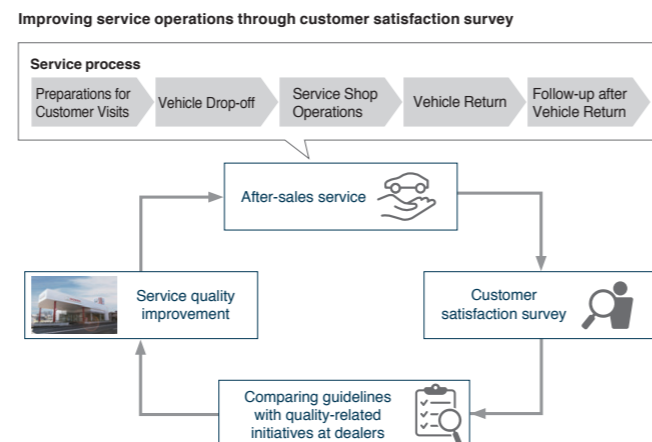 Improving service operations through customer satisfaction survey
Service process
Preparations for
Customer Visits
Vehicle Drop-off
Service Shop
Operations
Vehicle Return
Follow-up after
Vehicle Return
After-sales service
Service quality
improvement
Customer
satisfaction survey
Comparing guidelines
with quality-related
initiatives at dealers